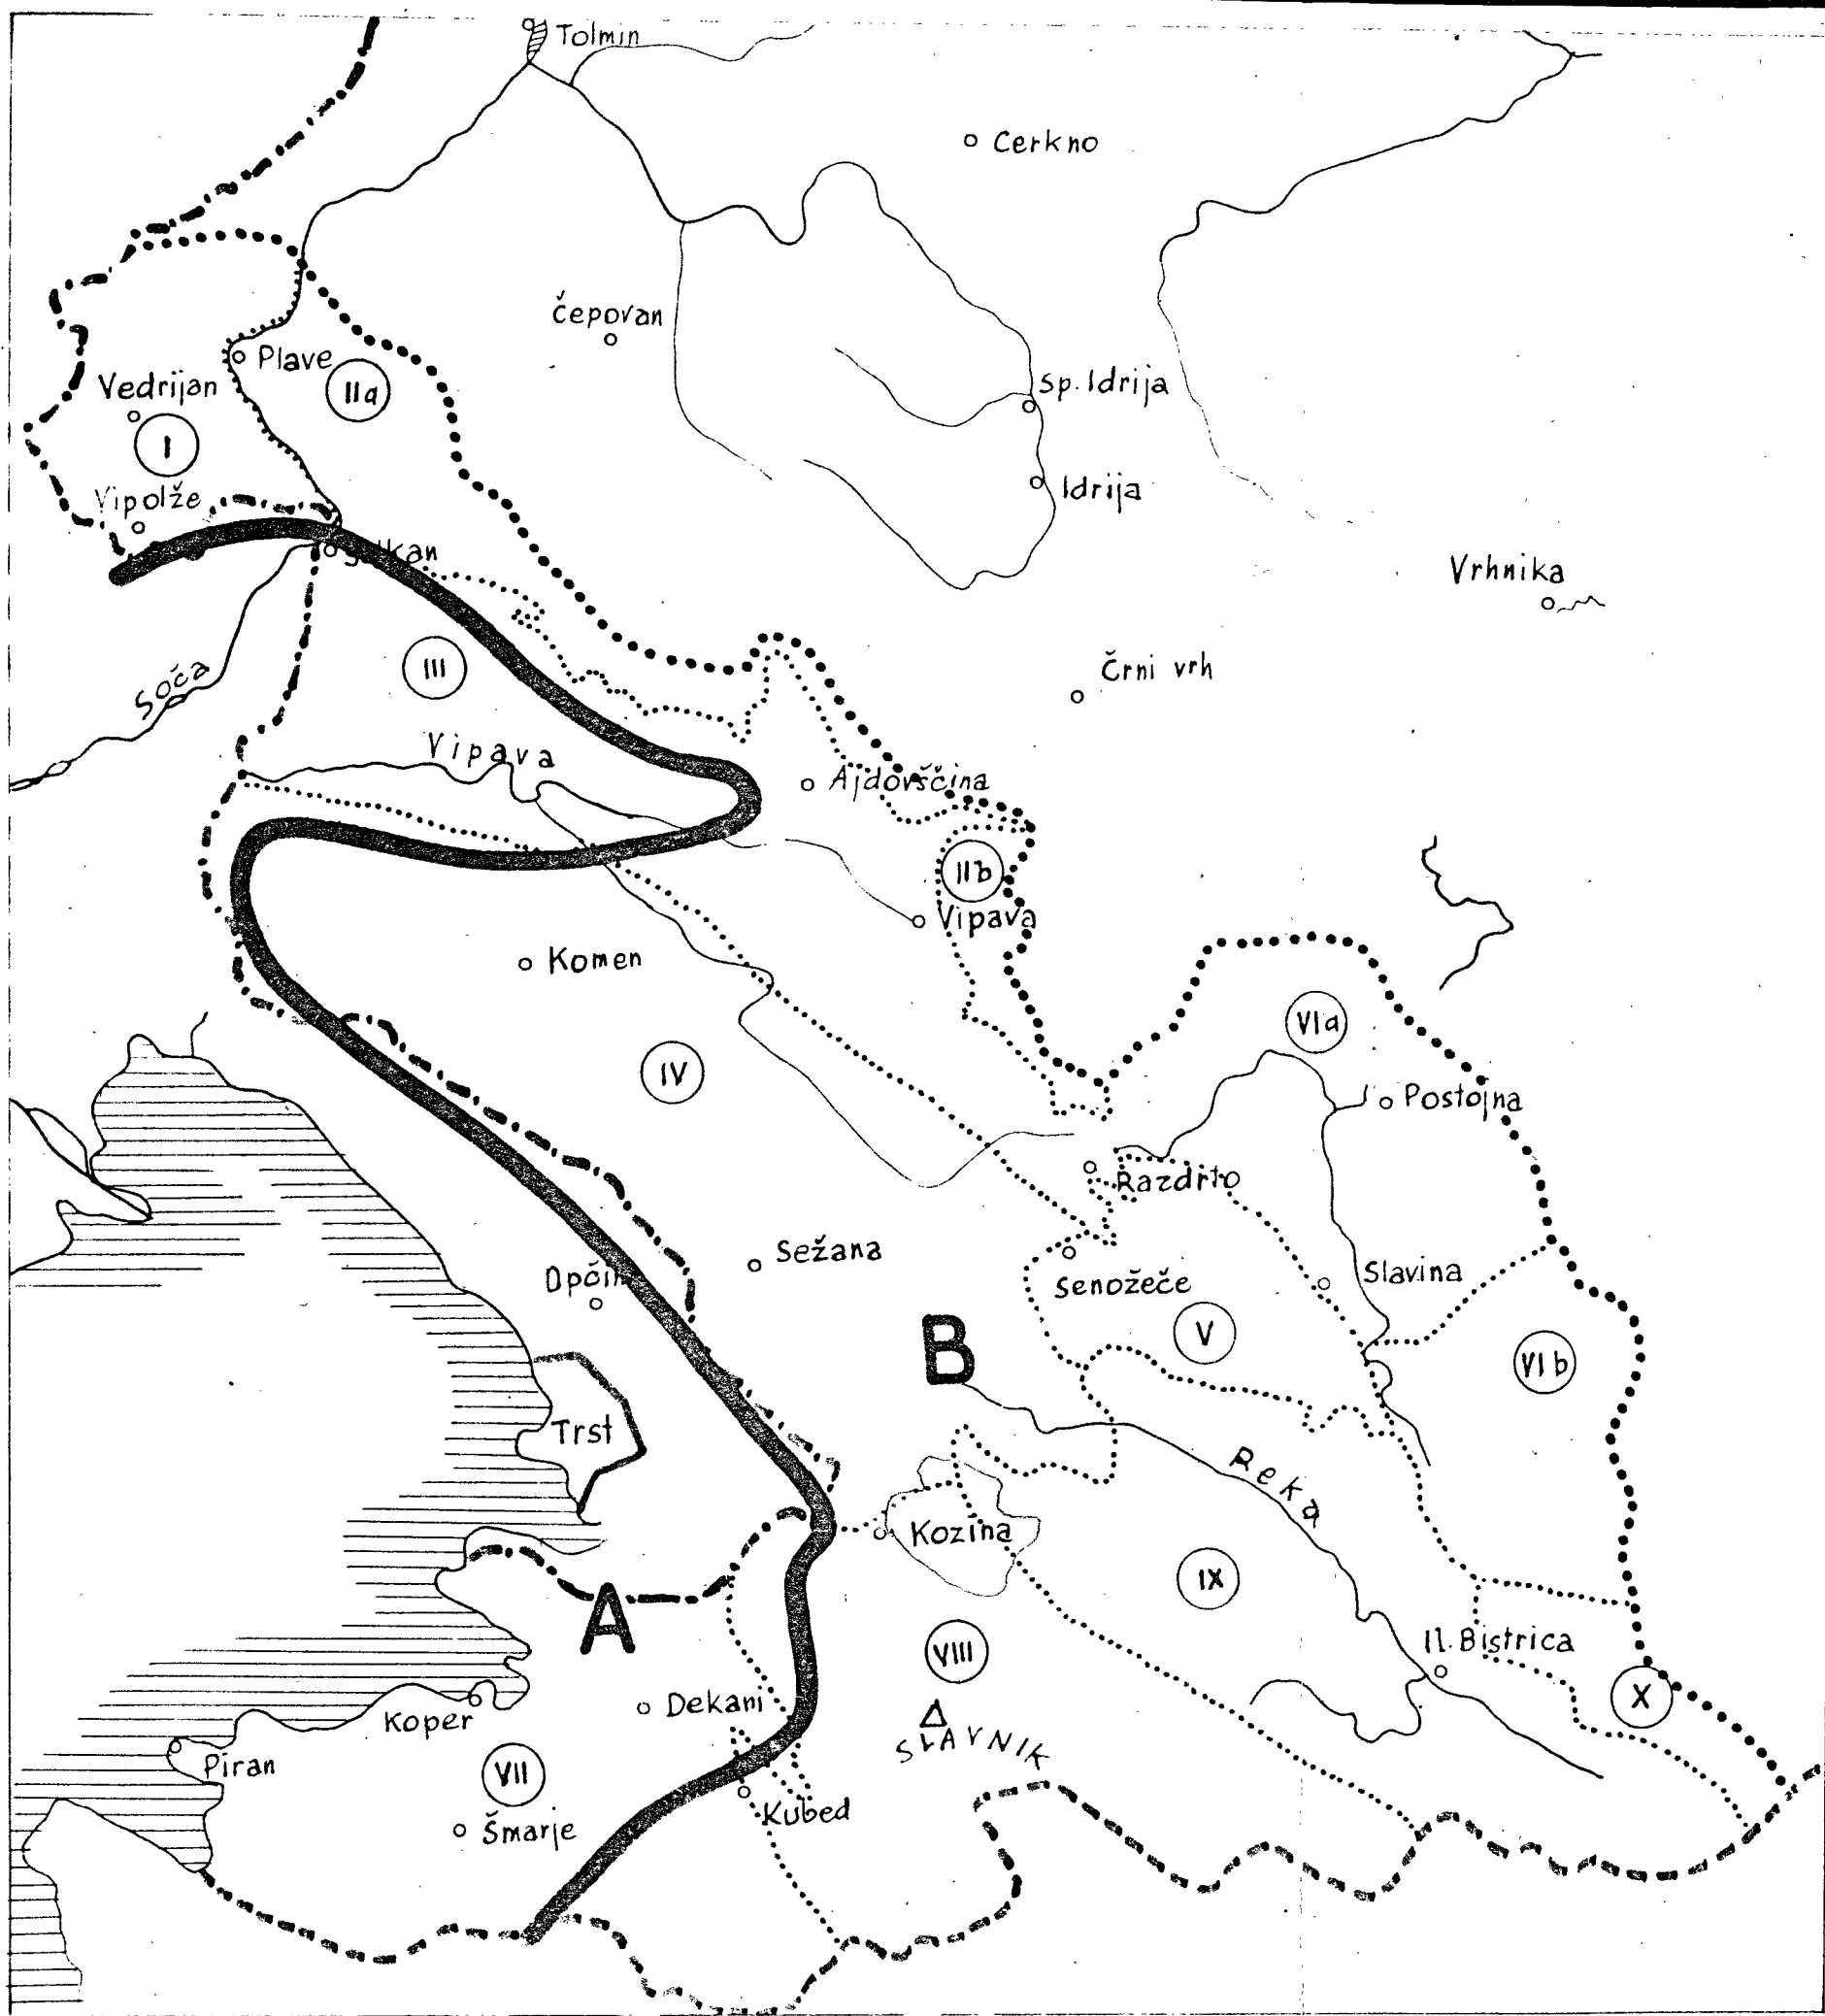 Tolmin
Cerkno
Čepovan
Plave
IIa
Vedrijan
I
Sp. Idrija
Vipolže
Idrija
Vrhnika
Soča
III
Črni vrh
Vipava
Ajdovščina
IIb
Vipava
Komen
VIa
IV
Postojna
Razdrto
Sežana
Opčin
Senožeče
Slavina
V
B
VIb
Trst
Reka
Kozina
IX
A
VIII
Il. Bistrica
X
Dekani
Koper
SLAVNIK
Piran
VII
Kubed
Šmarje